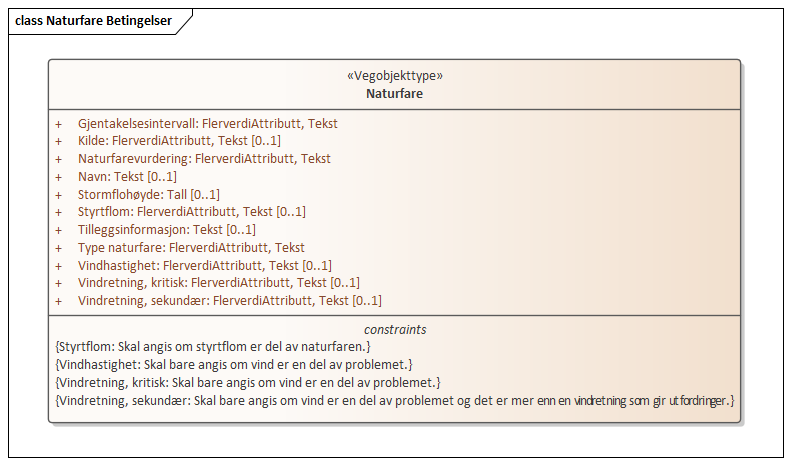 class Naturfare Betingelser
«Vegobjekttype»
Naturfare
+ Gjentakelsesintervall: FlerverdiAttributt, Tekst
+ Kilde: FlerverdiAttributt, Tekst [0..1]
+ Naturfarevurdering: FlerverdiAttributt, Tekst
+ Navn: Tekst [0..1]
+ Stormflohøyde: Tall [0..1]
+ Styrtflom: FlerverdiAttributt, Tekst [0..1]
+ Tilleggsinformasjon: Tekst [0..1]
+ Type naturfare: FlerverdiAttributt, Tekst
+ Vindhastighet: FlerverdiAttributt, Tekst [0..1]
+ Vindretning, kritisk: FlerverdiAttributt, Tekst [0..1]
+ Vindretning, sekundær: FlerverdiAttributt, Tekst [0..1]
constraints
{Styrtflom: Skal angis om styrtflom er del av naturfaren.}
{Vindhastighet: Skal bare angis om vind er en del av problemet.}
{Vindretning, kritisk: Skal bare angis om vind er en del av problemet.}
{Vindretning, sekundær: Skal bare angis om vind er en del av problemet og det er mer enn en vindretning som gir utfordringer.}